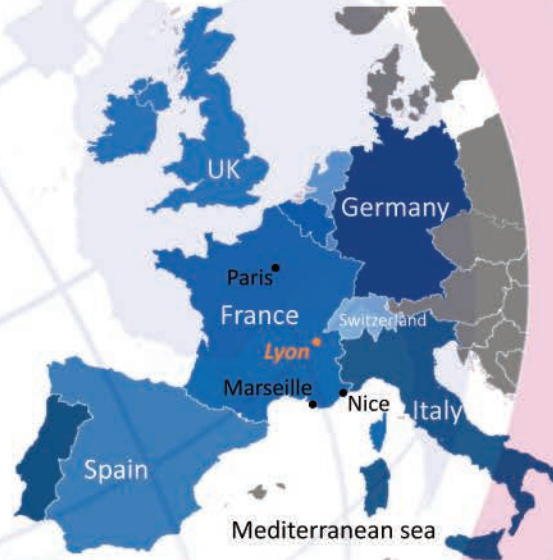 UK
Germany
Paris
France
Switzerland
Lyon
Marseille
Nice
Italy
Spain
Mediterranean sea